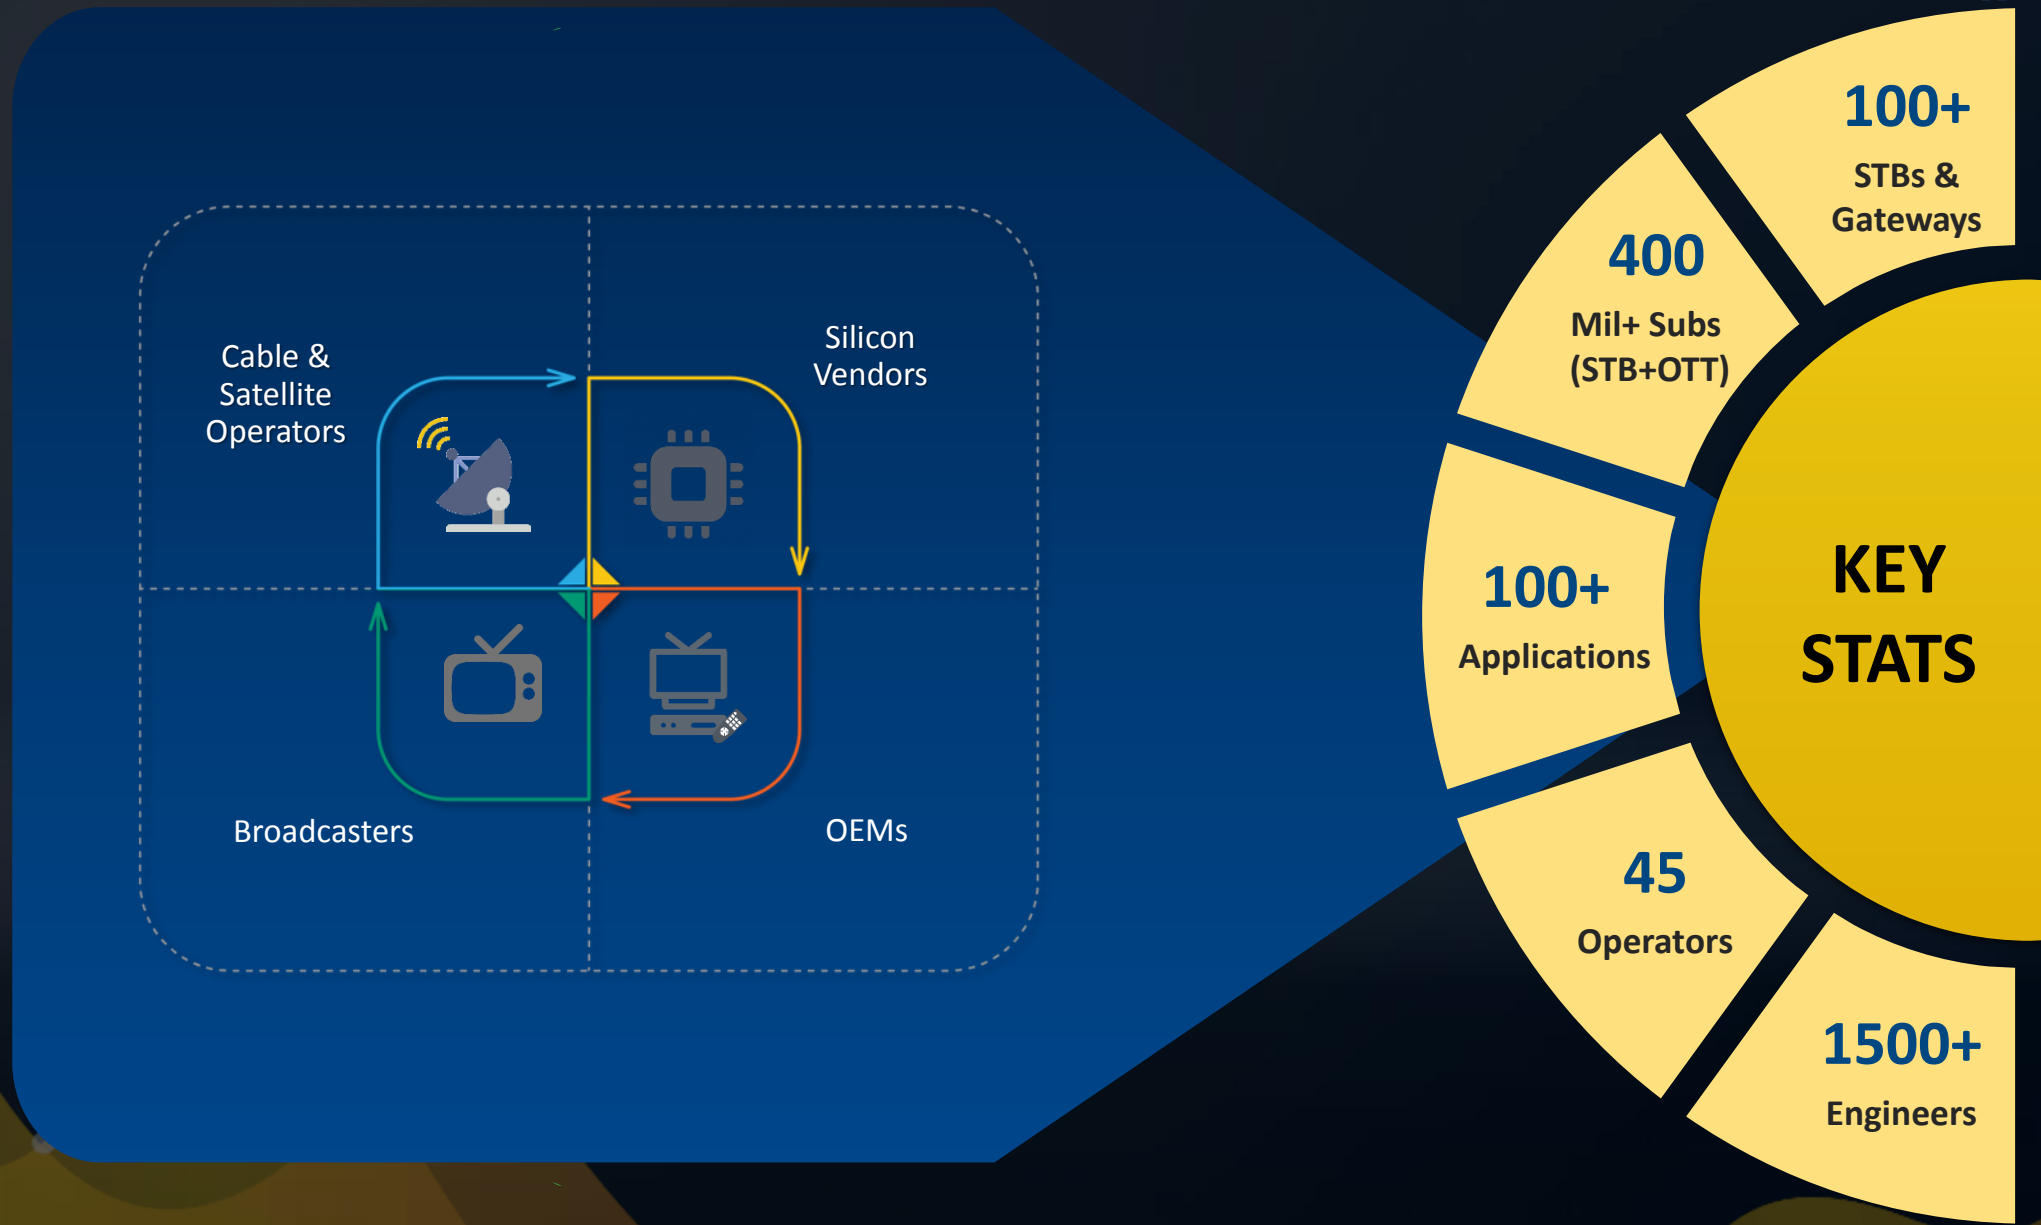 Cable &
Satellite
Operators
Silicon
Vendors
Broadcasters
OEMs
100+
STBs &
Gateways
400
Mil+ Subs
(STB+OTT)
100+
Applications
45
Operators
1500+
Engineers
KEY
STATS